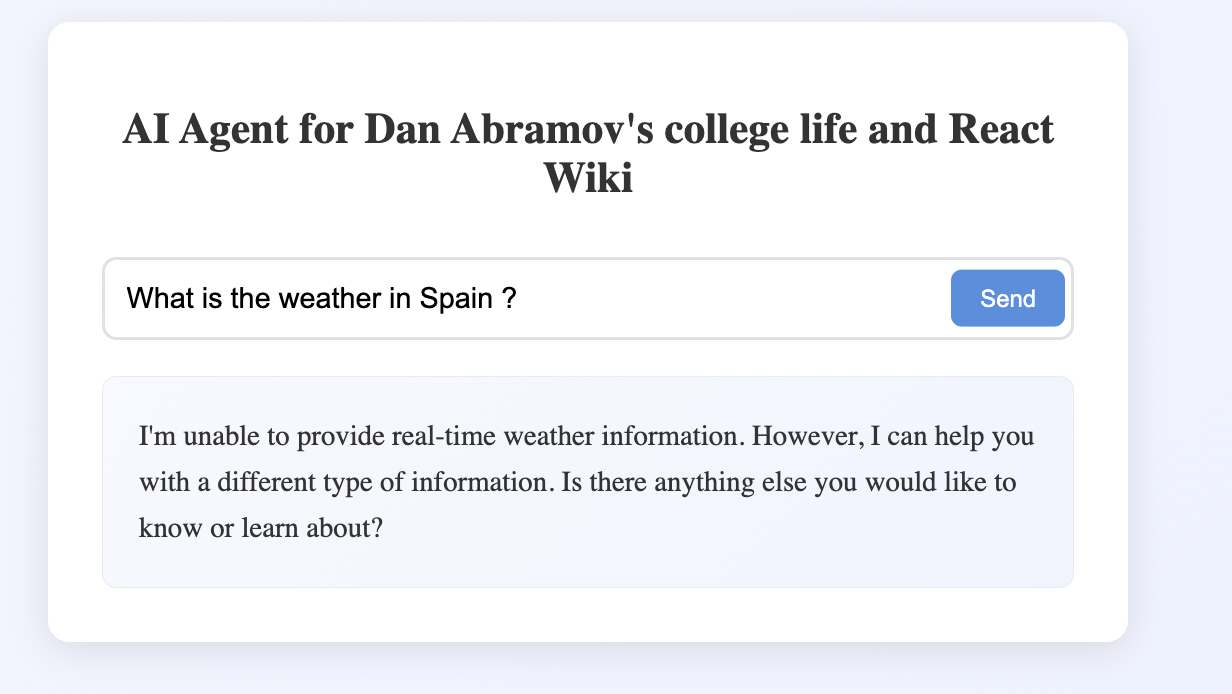 AI Agent for Dan Abramov's college life and React
Wiki
What is the weather in Spain ?
Send
I'm unable to provide real-time weather information. However, I can help you
with a different type of information. Is there anything else you would like to
know or learn about?